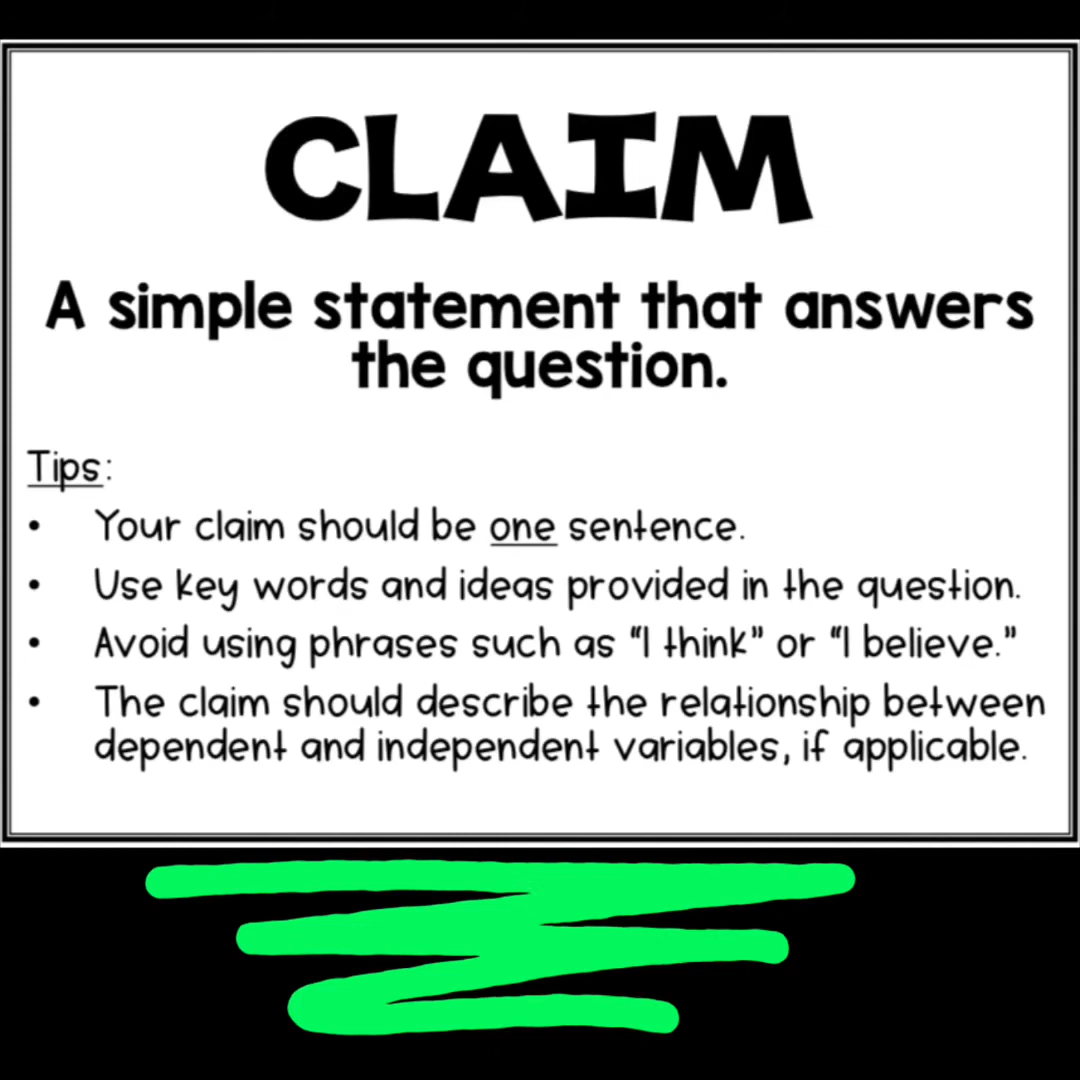 CLAIM
A simple statement that answers
the question.
Tips:
• Your claim should be one sentence.
• Use key words and ideas provided in the question.
• Avoid using phrases such as “I think” or “I believe.”
• The claim should describe the relationship between
dependent and independent variables, if applicable.